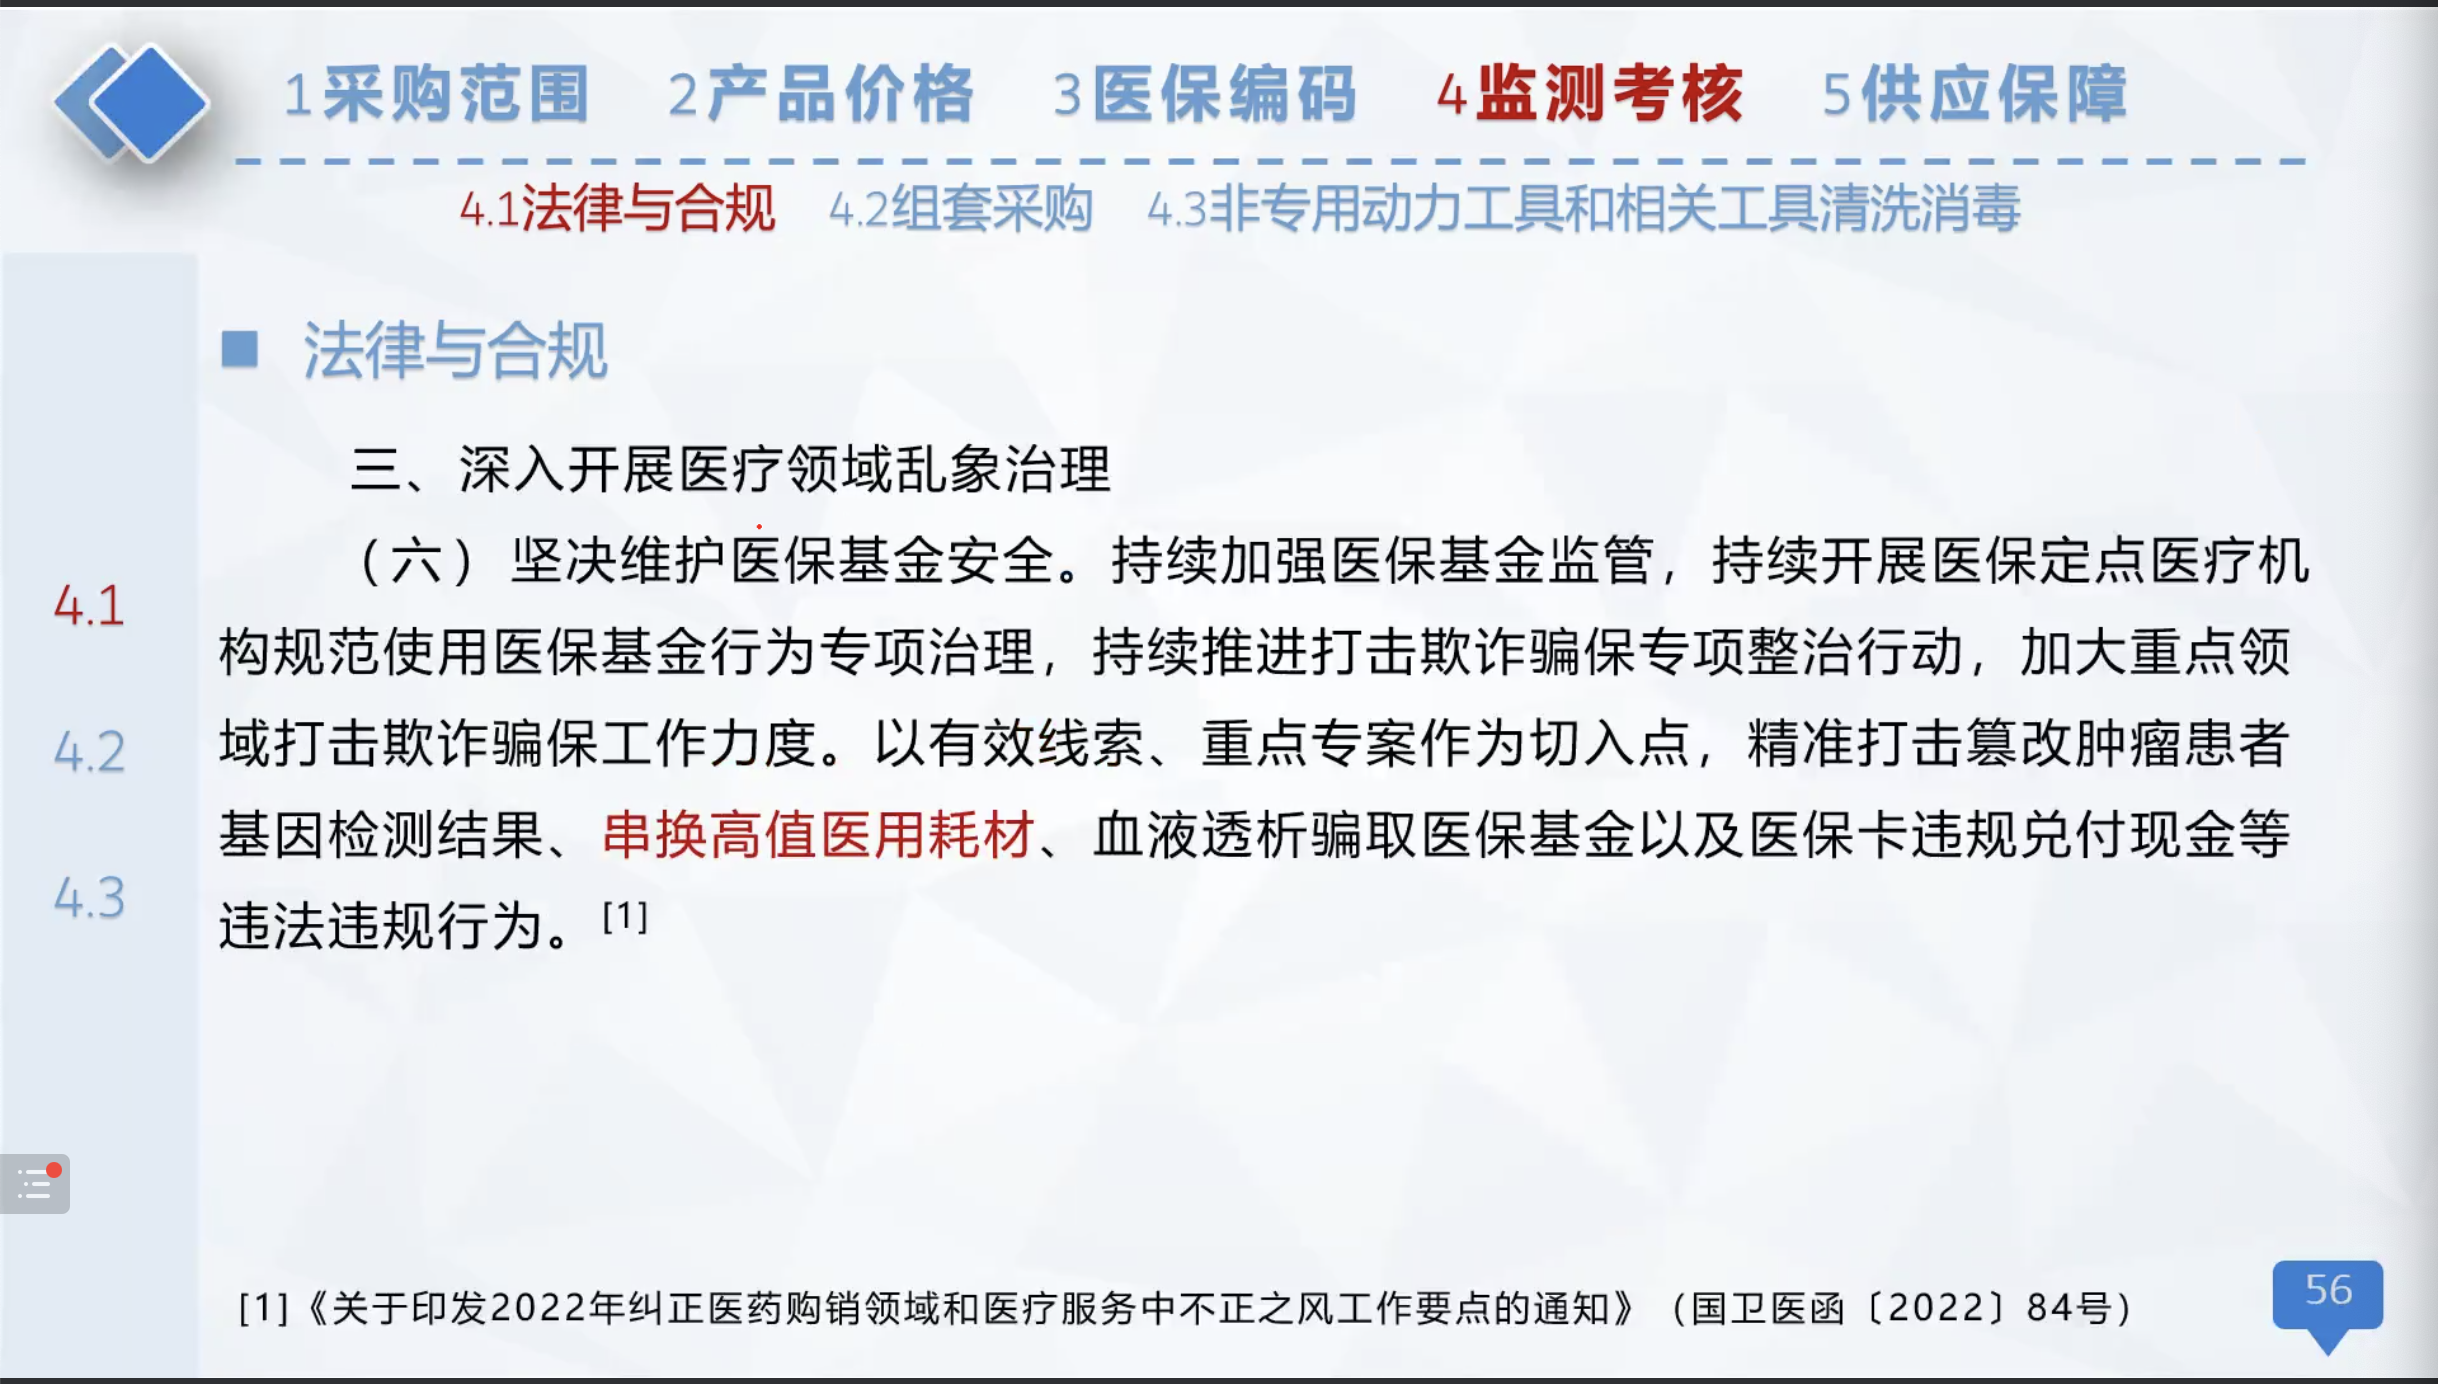 1采购范围 2产品价格 3医保编码 4监测考核 5供应保障
4.1法律与合规 4.2组套采购 4.3非专用动力工具和相关工具清洗消毒
法律与合规
三、深入开展医疗领域乱象治理
（六）坚决维护医保基金安全。持续加强医保基金监管，持续开展医保定点医疗机
构规范使用医保基金行为专项治理，持续推进打击欺诈骗保专项整治行动，加大重点领
域打击欺诈骗保工作力度。以有效线索、重点专案作为切入点，精准打击篡改肿瘤患者
基因检测结果、串换高值医用耗材、血液透析骗取医保基金以及医保卡违规兑付现金等
违法违规行为。[1]
4.1
4.2
4.3
[1]《关于印发2022年纠正医药购销领域和医疗服务中不正之风工作要点的通知》（国卫医函〔2022〕84号）
56